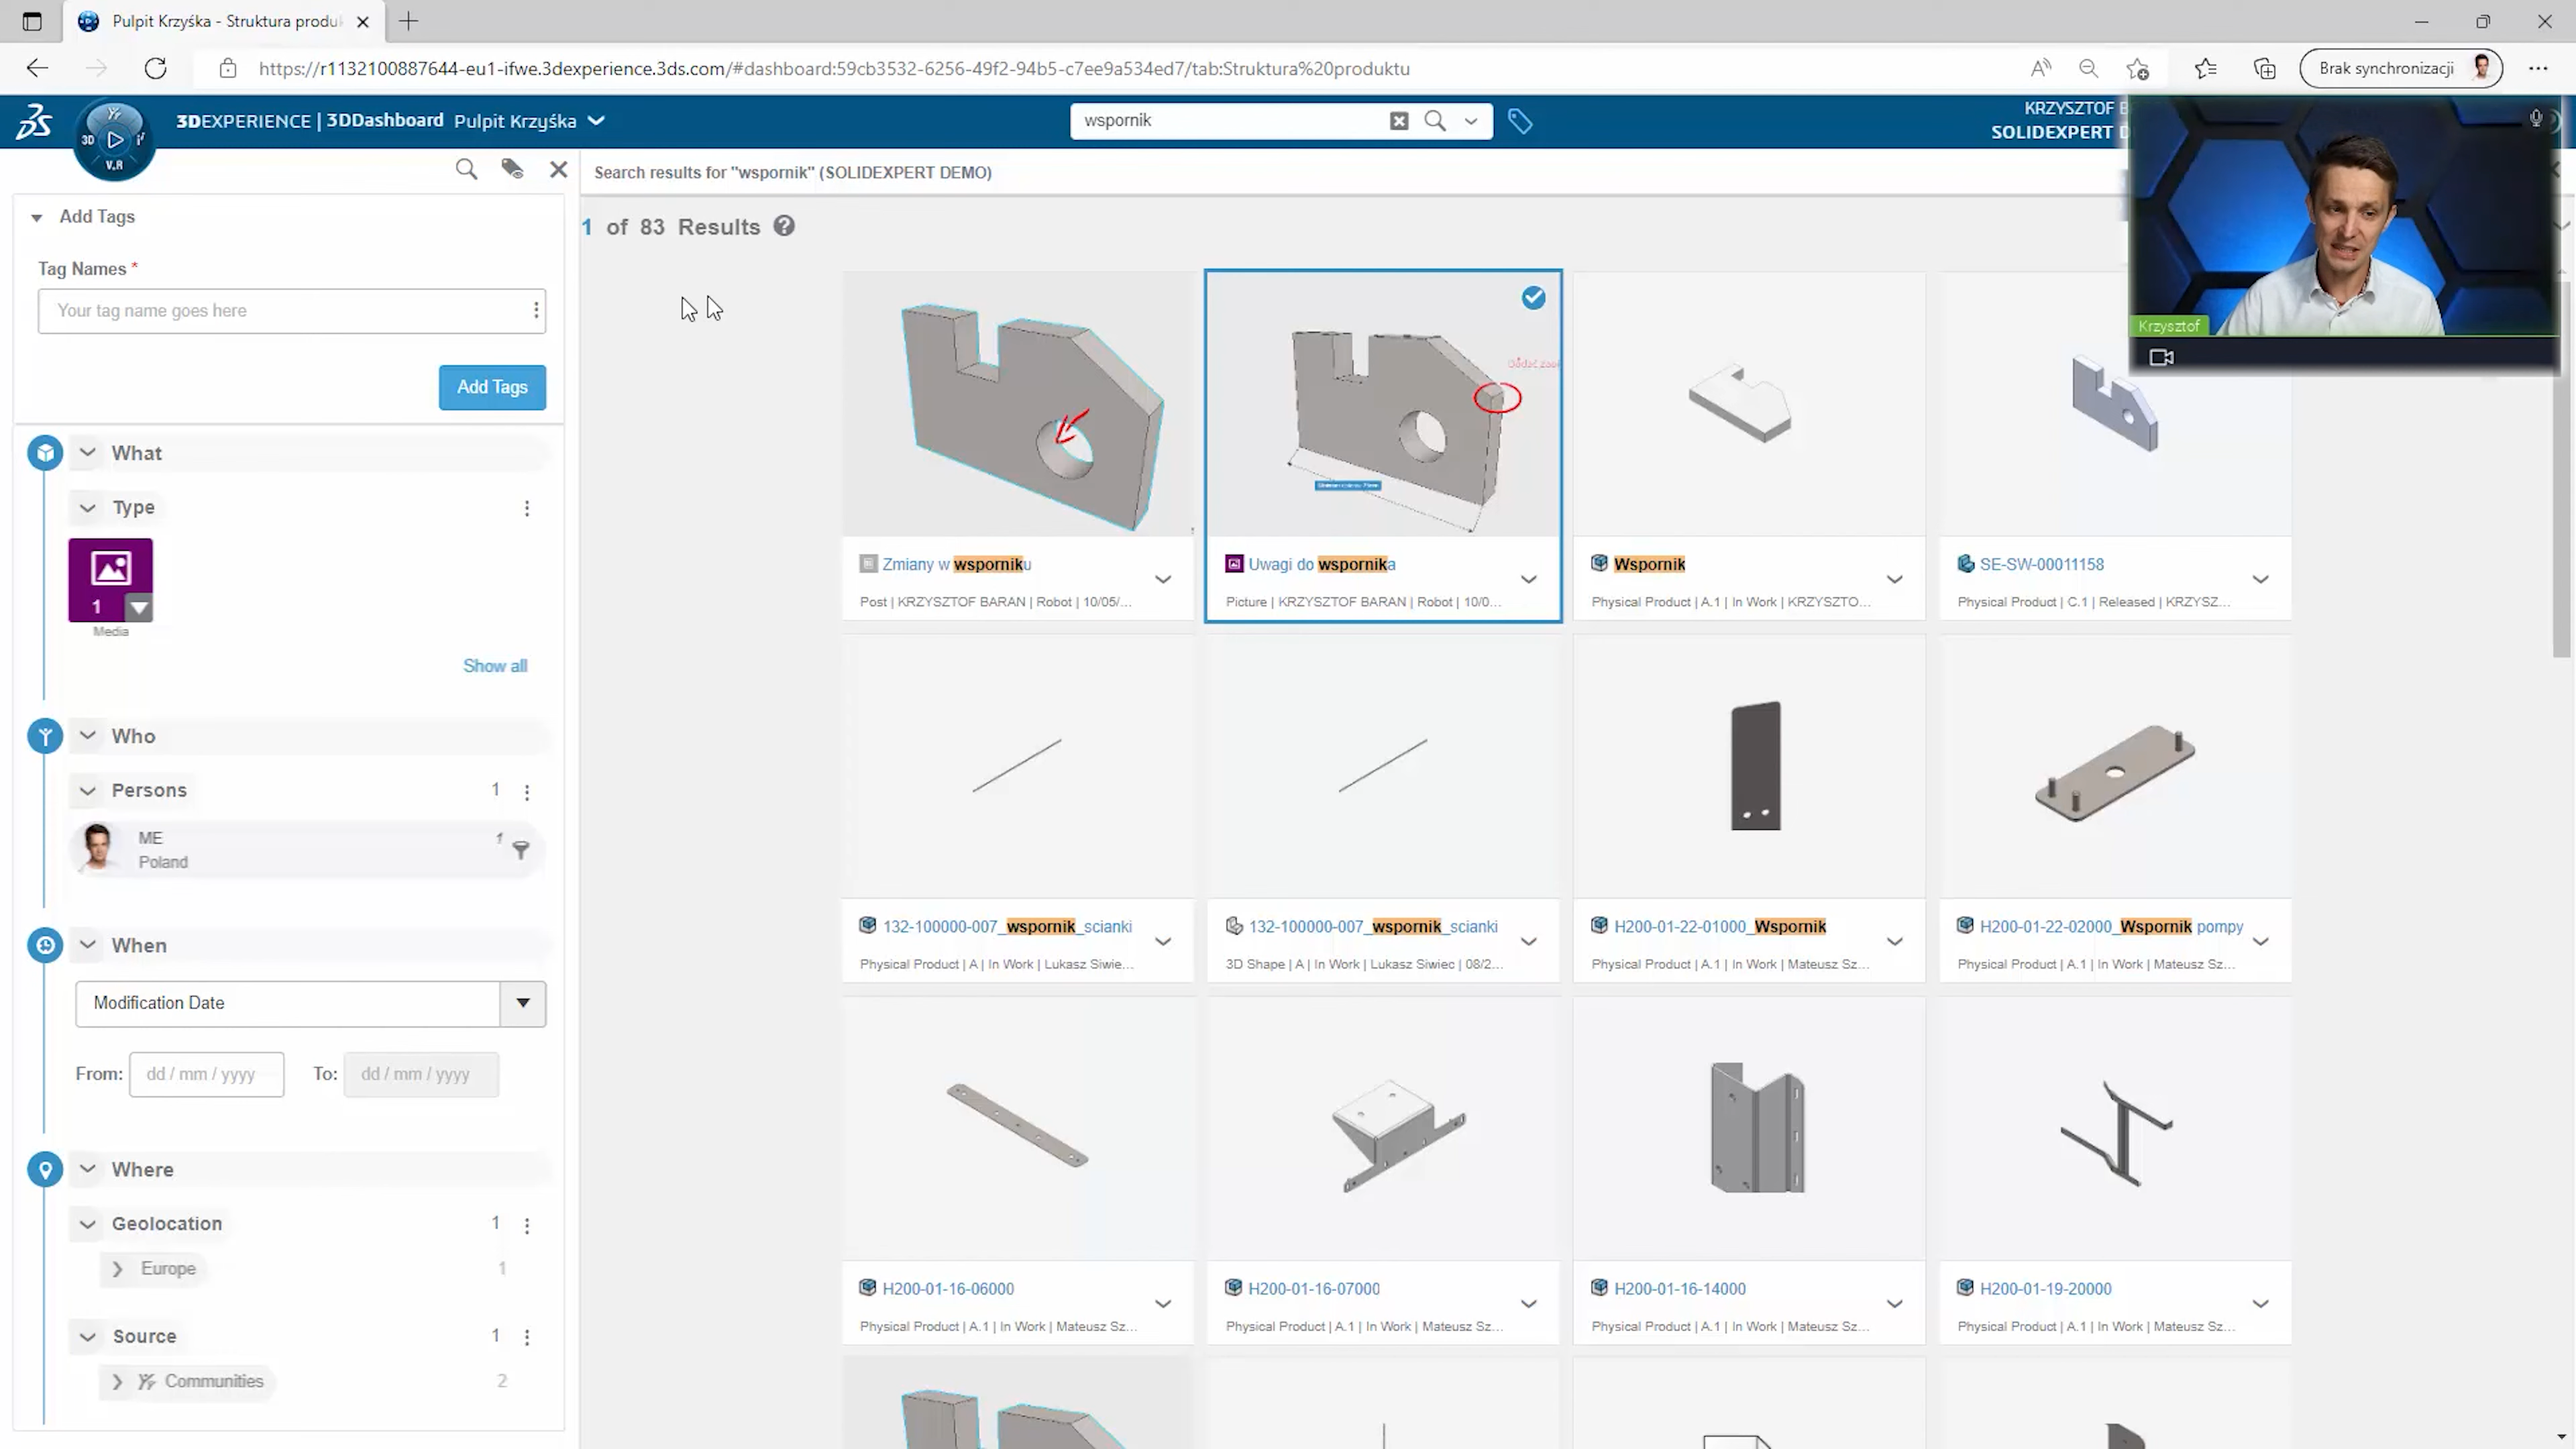 Pulpit Krzyśka - Struktura produk
https://r1132100887644-eu1-ifwe.3dexperience.3ds.com/#dashboard:59cb3532-6256-49f2-94b5-c7ee9a534ed7/tab:Struktura%20produktu
Brak synchronizacji
3D
V.R
3DEXPERIENCE | 3DDashboard Pulpit Krzyśka
wspornik
KRZYSZTOF B
SOLIDEXPERT D
Krzysztof
Add Tags
Tag Names *
Your tag name goes here
Add Tags
What
Type
1
Media
Show all
Who
Persons 1
ME 1
Poland
When
Modification Date
From: dd / mm / yyyy To: dd / mm / yyyy
Where
Geolocation 1
Europe 1
Source 1
Communities 2
Search results for "wspornik" (SOLIDEXPERT DEMO)
1 of 83 Results
Zmiany w wsporniku
Post | KRZYSZTOF BARAN | Robot | 10/05/...
Uwagi do wspornika
Picture | KRZYSZTOF BARAN | Robot | 10/0...
Wspornik
Physical Product | A.1 | In Work | KRZYSZTO...
SE-SW-00011158
Physical Product | C.1 | Released | KRZYSZ...
132-100000-007_wspornik_scianki
Physical Product | A | In Work | Lukasz Siwie...
132-100000-007_wspornik_scianki
3D Shape | A | In Work | Lukasz Siwiec | 08/2...
H200-01-22-01000_Wspornik
Physical Product | A.1 | In Work | Mateusz Sz...
H200-01-22-02000_Wspornik pompy
Physical Product | A.1 | In Work | Mateusz Sz...
H200-01-16-06000
Physical Product | A.1 | In Work | Mateusz Sz...
H200-01-16-07000
Physical Product | A.1 | In Work | Mateusz Sz...
H200-01-16-14000
Physical Product | A.1 | In Work | Mateusz Sz...
H200-01-19-20000
Physical Product | A.1 | In Work | Mateusz Sz...